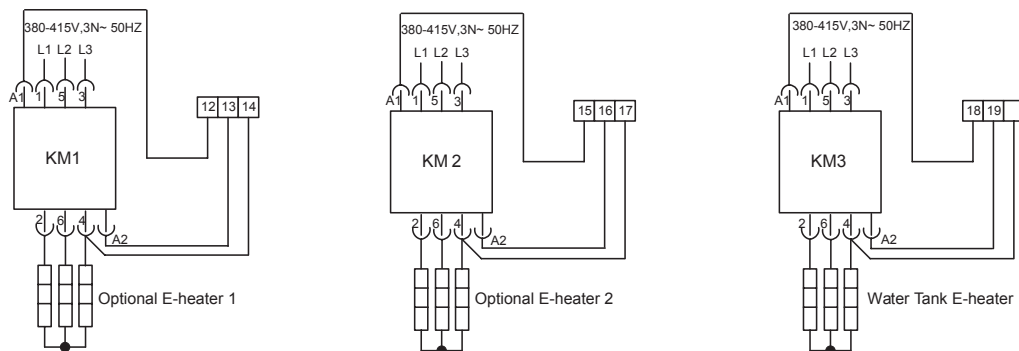 380-415V,3N~ 50HZ
L1 L2 L3
A1 1 5 3
12 13 14
KM1
2 6 4
A2
Optional E-heater 1
380-415V,3N~ 50HZ
L1 L2 L3
A1 1 5 3
15 16 17
KM 2
2 6 4
A2
Optional E-heater 2
380-415V,3N~ 50HZ
L1 L2 L3
A1 1 5 3
18 19
KM3
2 6 4
A2
Water Tank E-heater